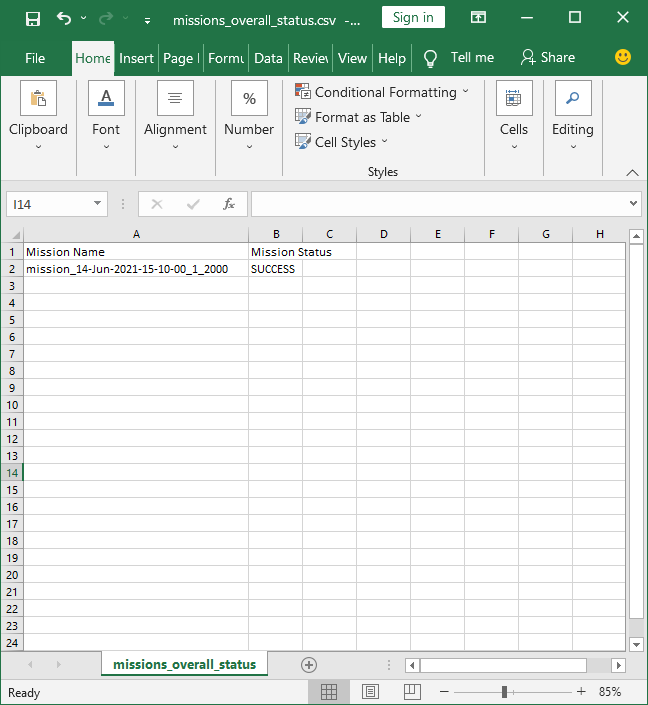 missions_overall_status.csv -...
Sign in
File Home Insert Page Formu Data Review View Help Tell me Share
Clipboard
Font
Alignment
%
Number
Conditional Formatting
Format as Table
Cell Styles
Styles
Cells
Editing
I14
fx
A B C D E F G H
1 Mission Name Mission Status
2 mission_14-Jun-2021-15-10-00_1_2000 SUCCESS
3
4
5
6
7
8
9
10
11
12
13
14
15
16
17
18
19
20
21
22
23
24
missions_overall_status
Ready 85%